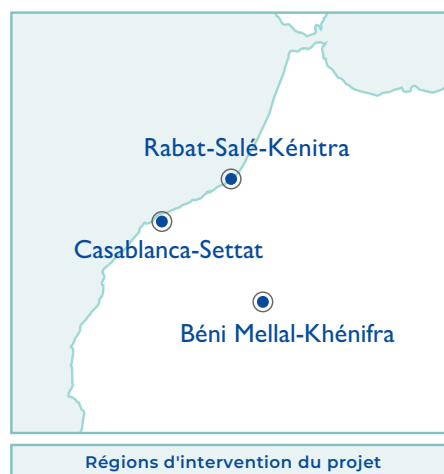 Rabat-Salé-Kénitra
Casablanca-Settat
Béni Mellal-Khénifra
Régions d'intervention du projet